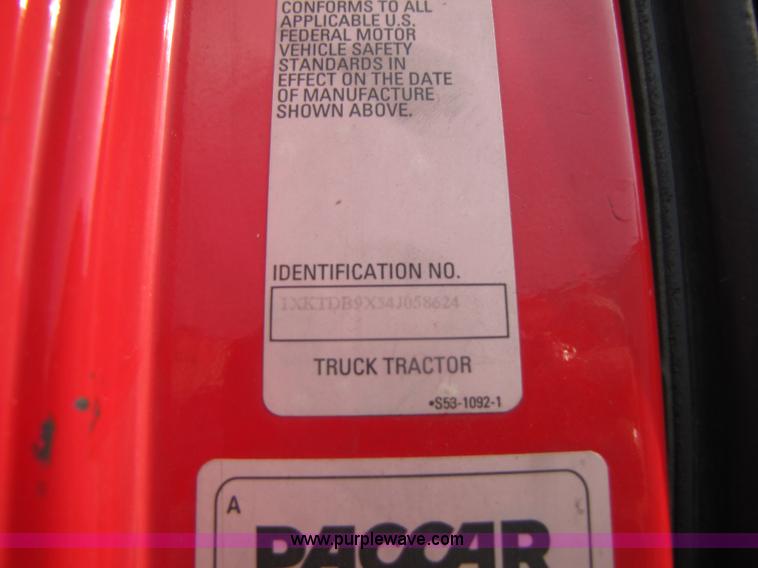 CONFORMS TO ALL
APPLICABLE U.S.
FEDERAL MOTOR
VEHICLE SAFETY
STANDARDS IN
EFFECT ON THE DATE
OF MANUFACTURE
SHOWN ABOVE.
IDENTIFICATION NO.
1XKTDB9X54J058624
TRUCK TRACTOR
•S53-1092-1
A
PACCAR
www.purplewave.com